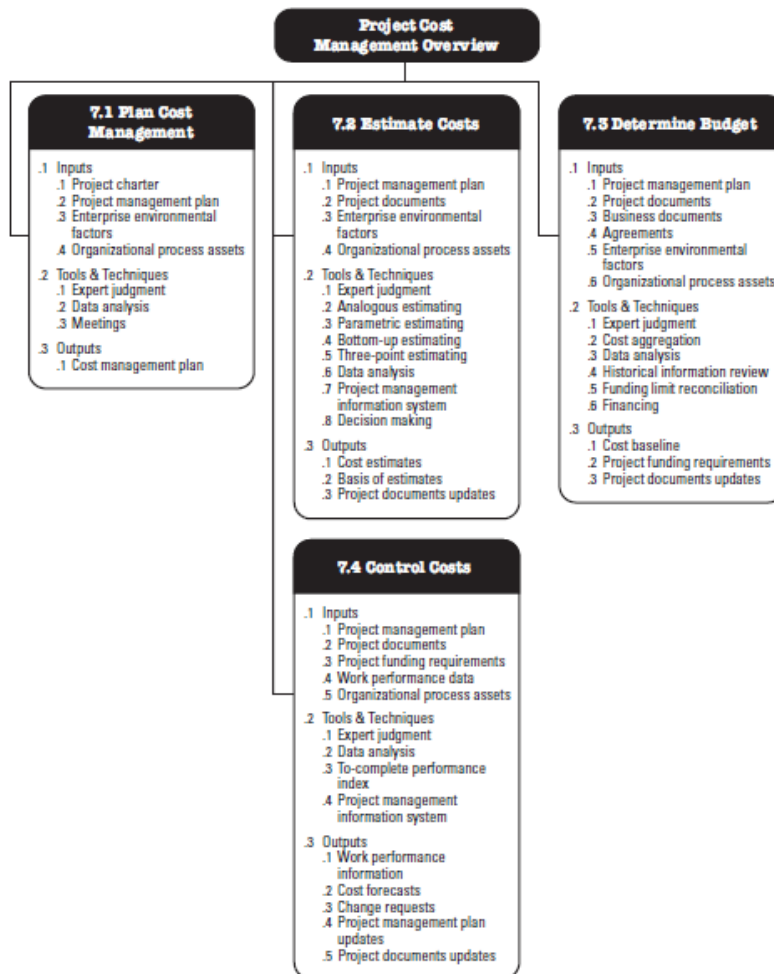 Project Cost
Management Overview
7.1 Plan Cost
Management
.1 Inputs
.1 Project charter
.2 Project management plan
.3 Enterprise environmental
factors
.4 Organizational process assets
.2 Tools & Techniques
.1 Expert judgment
.2 Data analysis
.3 Meetings
.3 Outputs
.1 Cost management plan
7.2 Estimate Costs
.1 Inputs
.1 Project management plan
.2 Project documents
.3 Enterprise environmental
factors
.4 Organizational process assets
.2 Tools & Techniques
.1 Expert judgment
.2 Analogous estimating
.3 Parametric estimating
.4 Bottom-up estimating
.5 Three-point estimating
.6 Data analysis
.7 Project management
information system
.8 Decision making
.3 Outputs
.1 Cost estimates
.2 Basis of estimates
.3 Project documents updates
7.3 Determine Budget
.1 Inputs
.1 Project management plan
.2 Project documents
.3 Business documents
.4 Agreements
.5 Enterprise environmental
factors
.6 Organizational process assets
.2 Tools & Techniques
.1 Expert judgment
.2 Cost aggregation
.3 Data analysis
.4 Historical information review
.5 Funding limit reconciliation
.6 Financing
.3 Outputs
.1 Cost baseline
.2 Project funding requirements
.3 Project documents updates
7.4 Control Costs
.1 Inputs
.1 Project management plan
.2 Project documents
.3 Project funding requirements
.4 Work performance data
.5 Organizational process assets
.2 Tools & Techniques
.1 Expert judgment
.2 Data analysis
.3 To-complete performance
index
.4 Project management
information system
.3 Outputs
.1 Work performance
information
.2 Cost forecasts
.3 Change requests
.4 Project management plan
updates
.5 Project documents updates